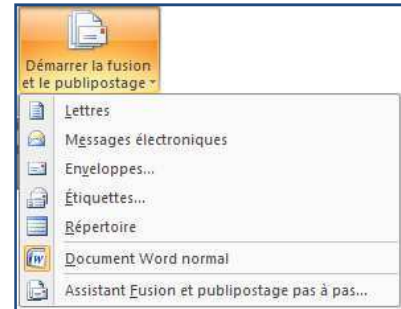 Démarrer la fusion
et le publipostage
Lettres
Messages électroniques
Enveloppes...
Étiquettes...
Répertoire
Document Word normal
Assistant Fusion et publipostage pas à pas...